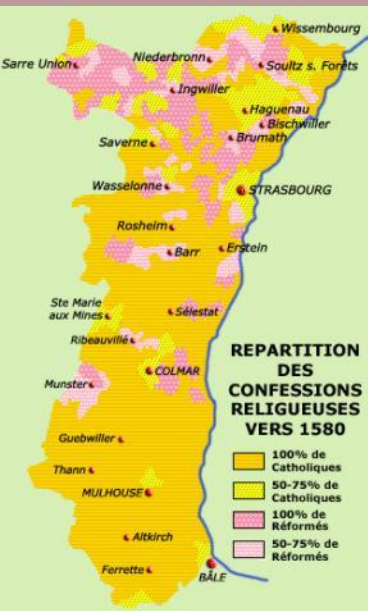 Wissembourg
Niederbronn
Sarre Union
Soultz s. Forêts
Ingwiller
Haguenau
Bischwiller
Brumath
Saverne
Wasselonne
STRASBOURG
Rosheim
Erstein
Barr
Ste Marie
aux Mines
Sélestat
Ribeauvillé
COLMAR
Munster
Guebwiller
Thann
MULHOUSE
Altkirch
Ferrette
BÂLE
REPARTITION
DES
CONFESSIONS
RELIGUEUSES
VERS 1580
100% de
Catholiques
50-75% de
Catholiques
100% de
Réformés
50-75% de
Réformés